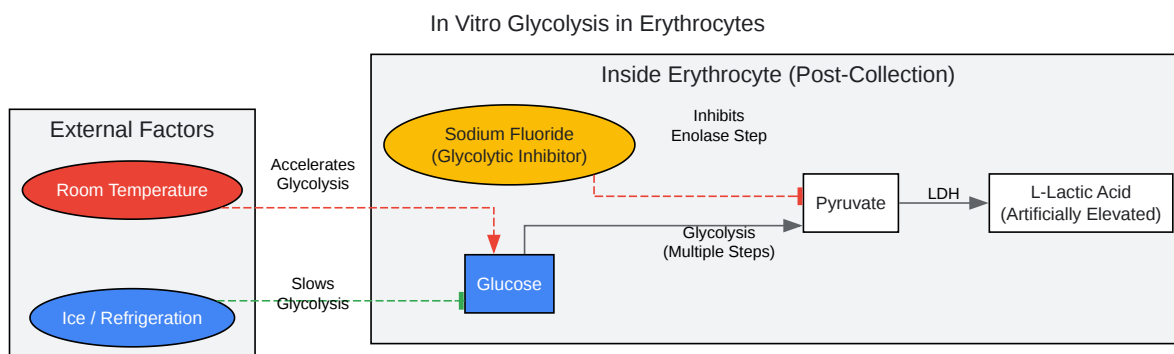 In Vitro Glycolysis in Erythrocytes
Inside Erythrocyte (Post-Collection)
External Factors
Sodium Fluoride
(Glycolytic Inhibitor)
Inhibits
Enolase Step
Room Temperature
Accelerates
Glycolysis
Pyruvate
LDH
L-Lactic Acid
(Artificially Elevated)
Glycolysis
(Multiple Steps)
Glucose
Slows
Glycolysis
Ice / Refrigeration